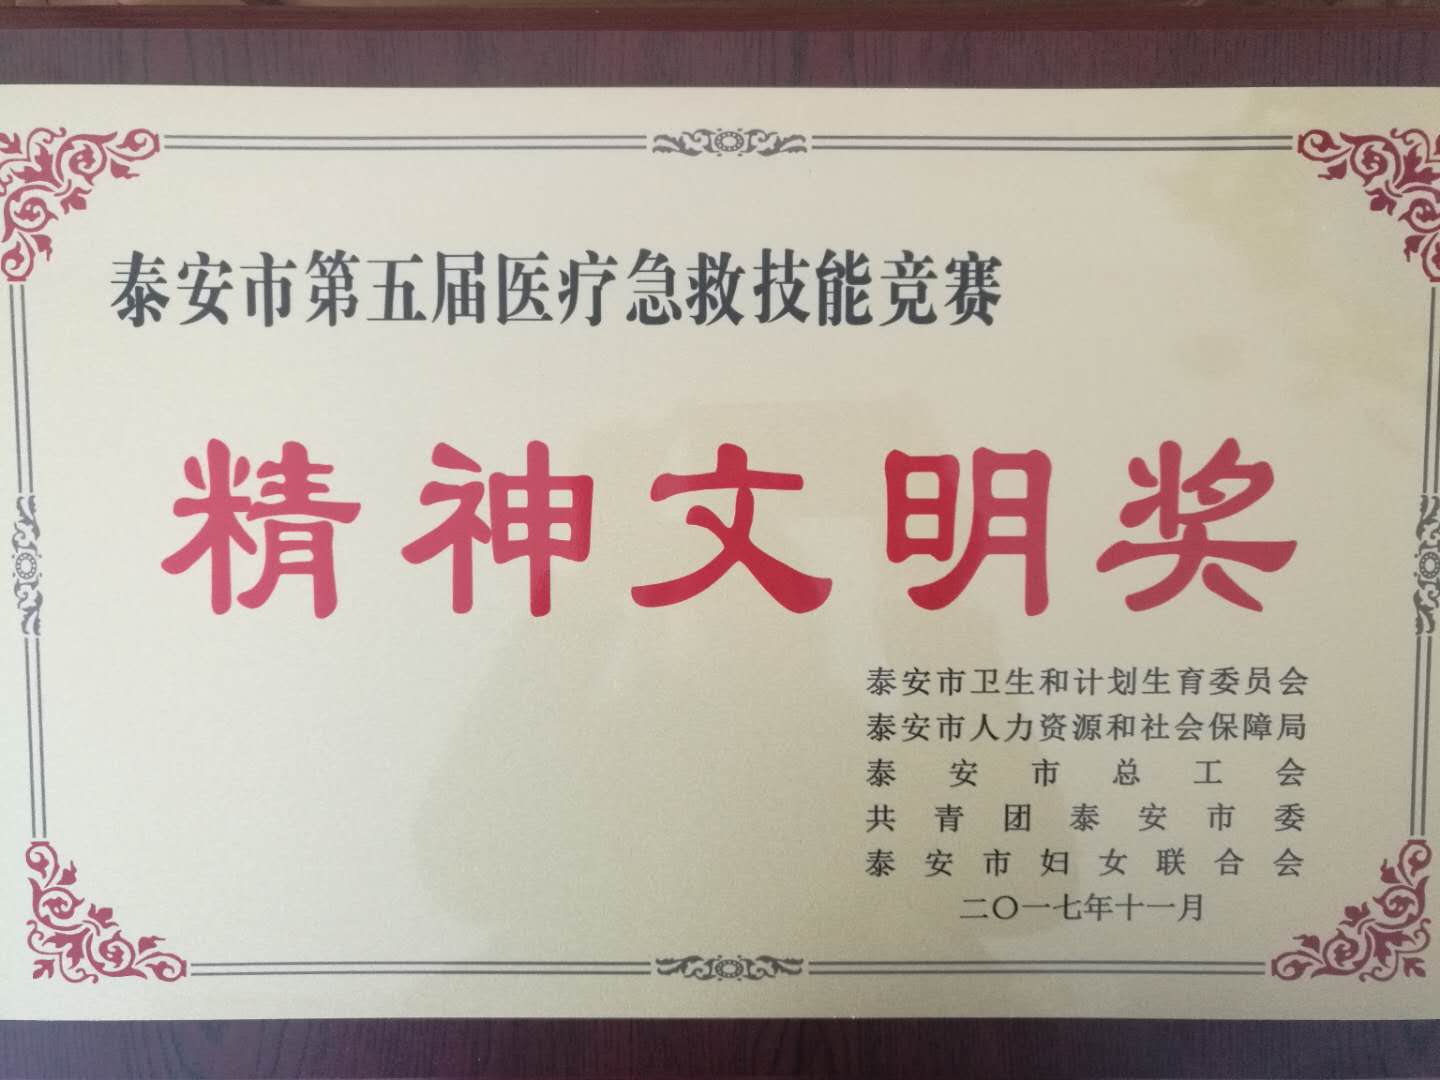 泰安市第五届医疗急救技能竞赛
精神文明奖
泰安市卫生和计划生育委员会
泰安市人力资源和社会保障局
泰安市总工会
共青团泰安市委
泰安市妇女联合会
二〇一七年十一月